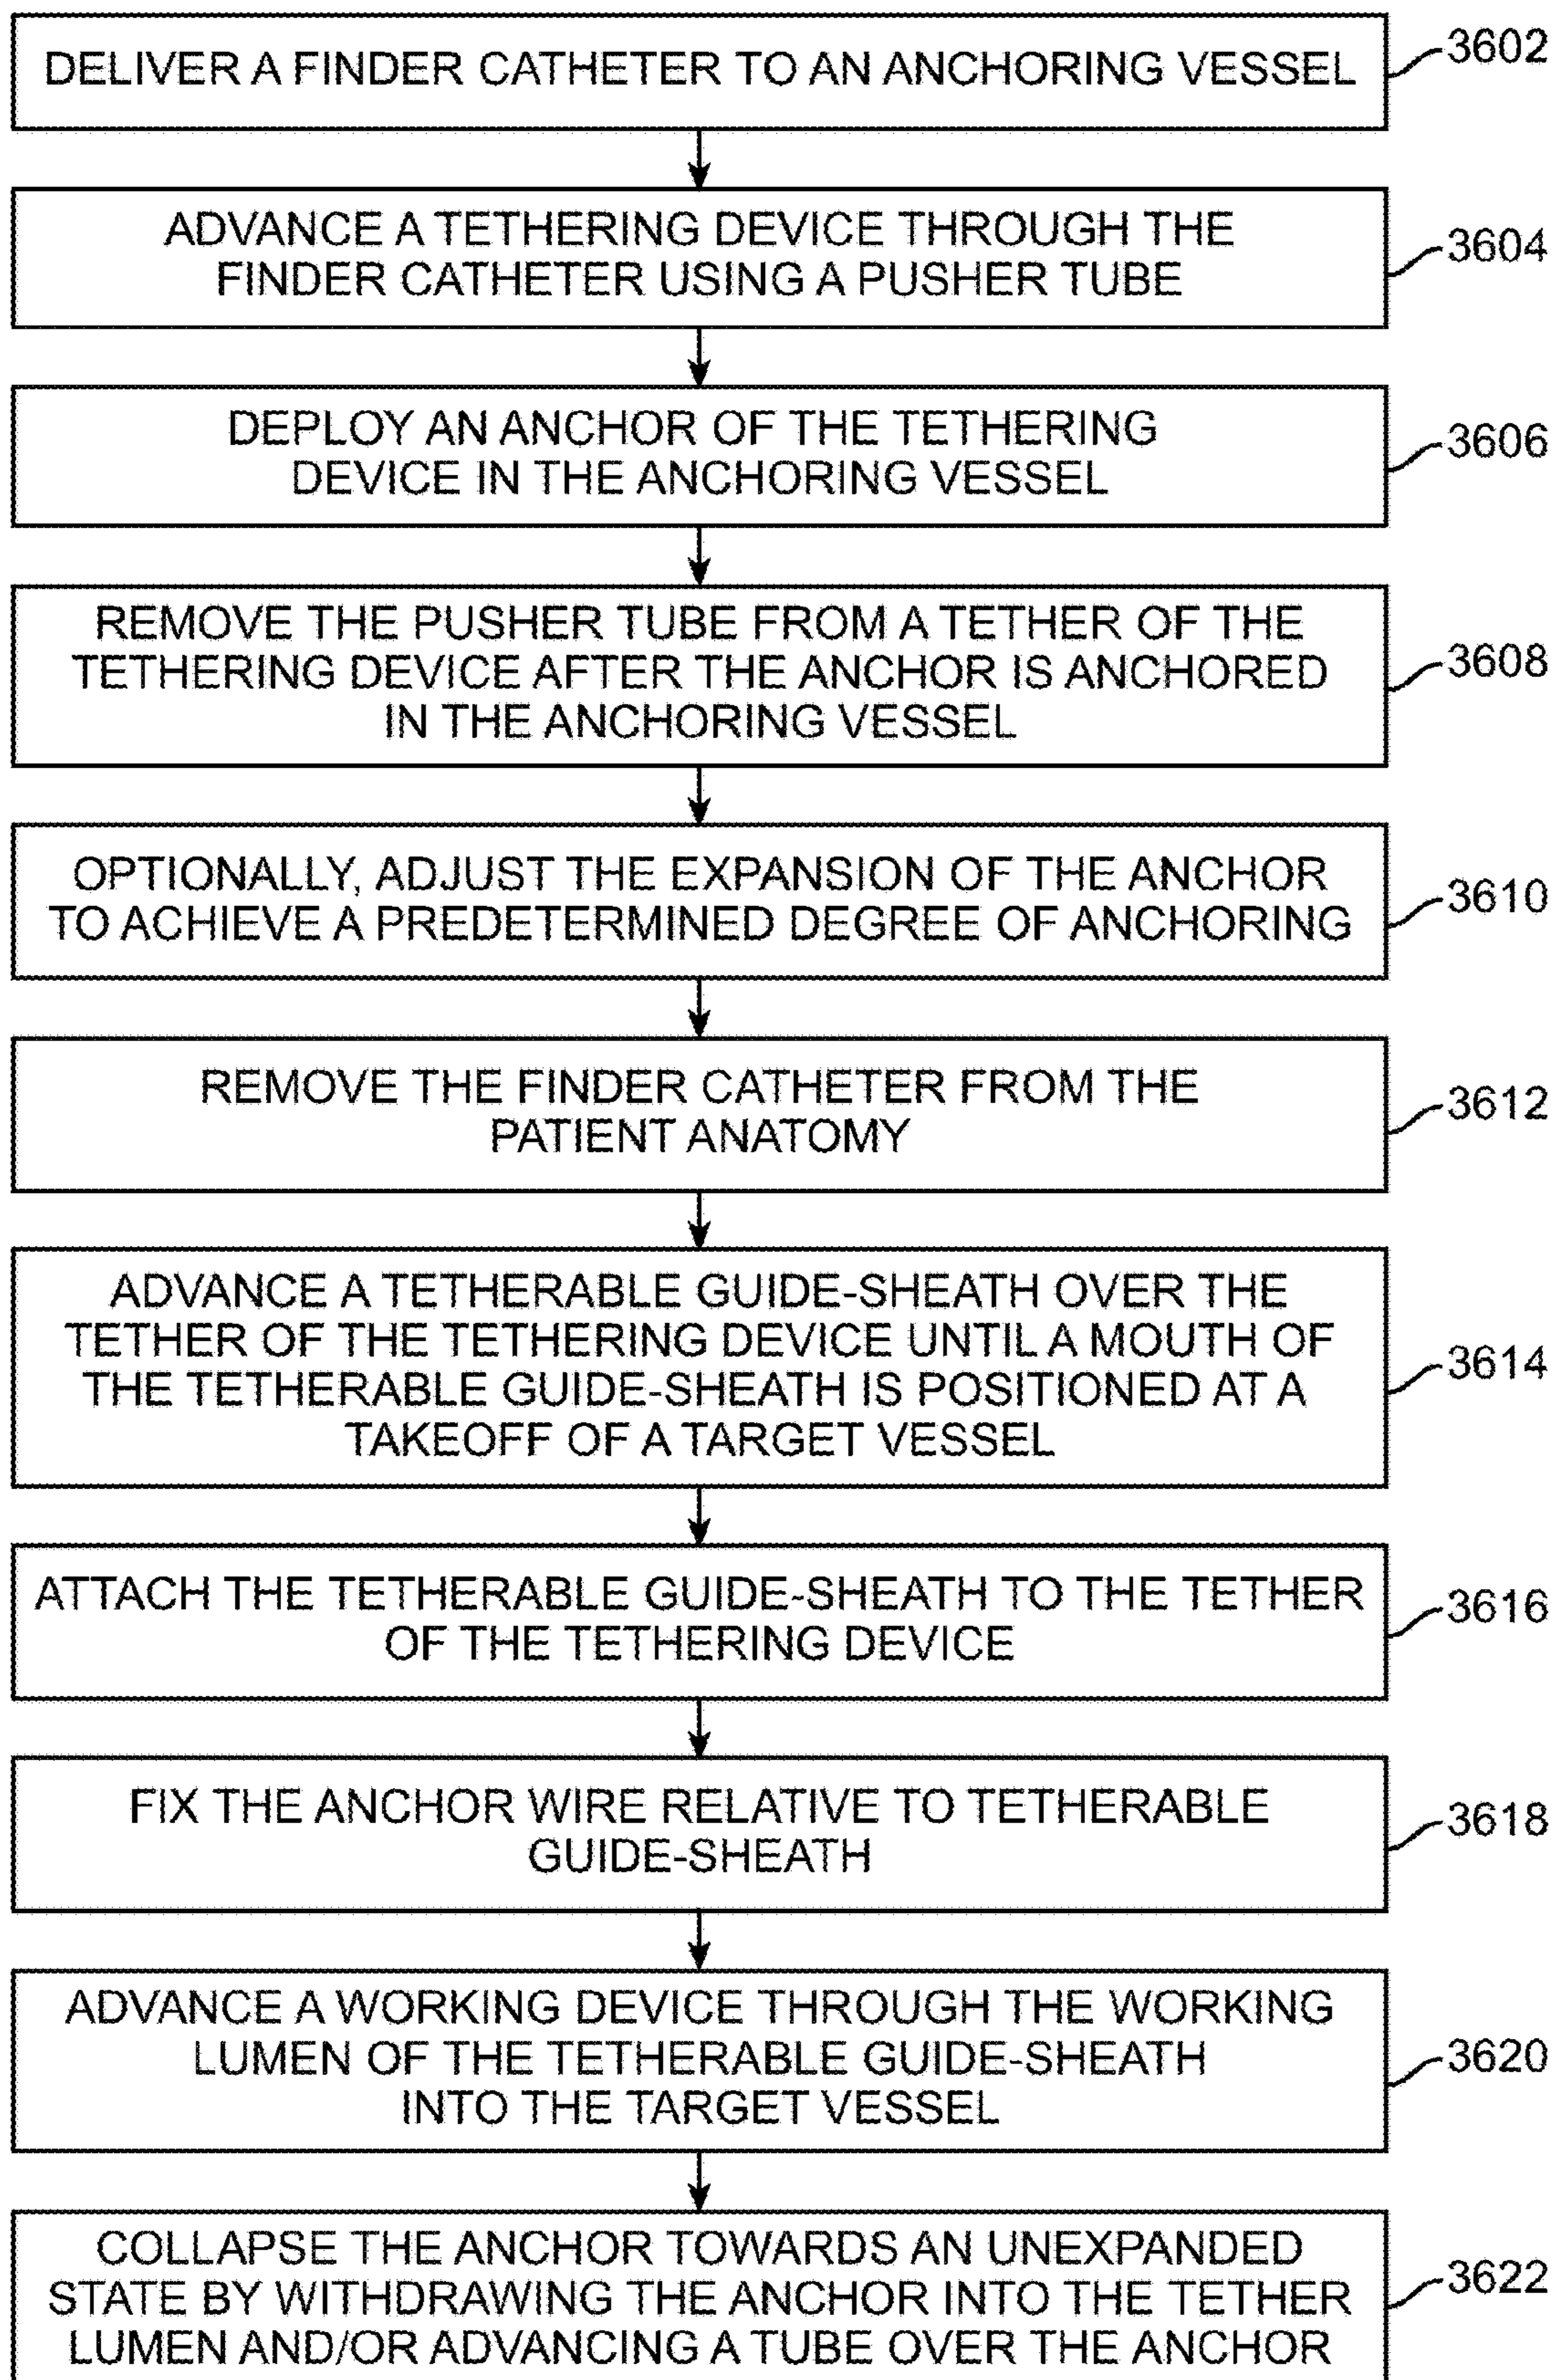 DELIVER A FINDER CATHETER TO AN ANCHORING VESSEL
3602
ADVANCE A TETHERING DEVICE THROUGH THE
FINDER CATHETER USING A PUSHER TUBE
3604
DEPLOY AN ANCHOR OF THE TETHERING
DEVICE IN THE ANCHORING VESSEL
3606
REMOVE THE PUSHER TUBE FROM A TETHER OF THE
TETHERING DEVICE AFTER THE ANCHOR IS ANCHORED
IN THE ANCHORING VESSEL
3608
OPTIONALLY, ADJUST THE EXPANSION OF THE ANCHOR
TO ACHIEVE A PREDETERMINED DEGREE OF ANCHORING
3610
REMOVE THE FINDER CATHETER FROM THE
PATIENT ANATOMY
3612
ADVANCE A TETHERABLE GUIDE-SHEATH OVER THE
TETHER OF THE TETHERING DEVICE UNTIL A MOUTH OF
THE TETHERABLE GUIDE-SHEATH IS POSITIONED AT A
TAKEOFF OF A TARGET VESSEL
3614
ATTACH THE TETHERABLE GUIDE-SHEATH TO THE TETHER
OF THE TETHERING DEVICE
3616
FIX THE ANCHOR WIRE RELATIVE TO TETHERABLE
GUIDE-SHEATH
3618
ADVANCE A WORKING DEVICE THROUGH THE WORKING
LUMEN OF THE TETHERABLE GUIDE-SHEATH
INTO THE TARGET VESSEL
3620
COLLAPSE THE ANCHOR TOWARDS AN UNEXPANDED
STATE BY WITHDRAWING THE ANCHOR INTO THE TETHER
LUMEN AND/OR ADVANCING A TUBE OVER THE ANCHOR
3622